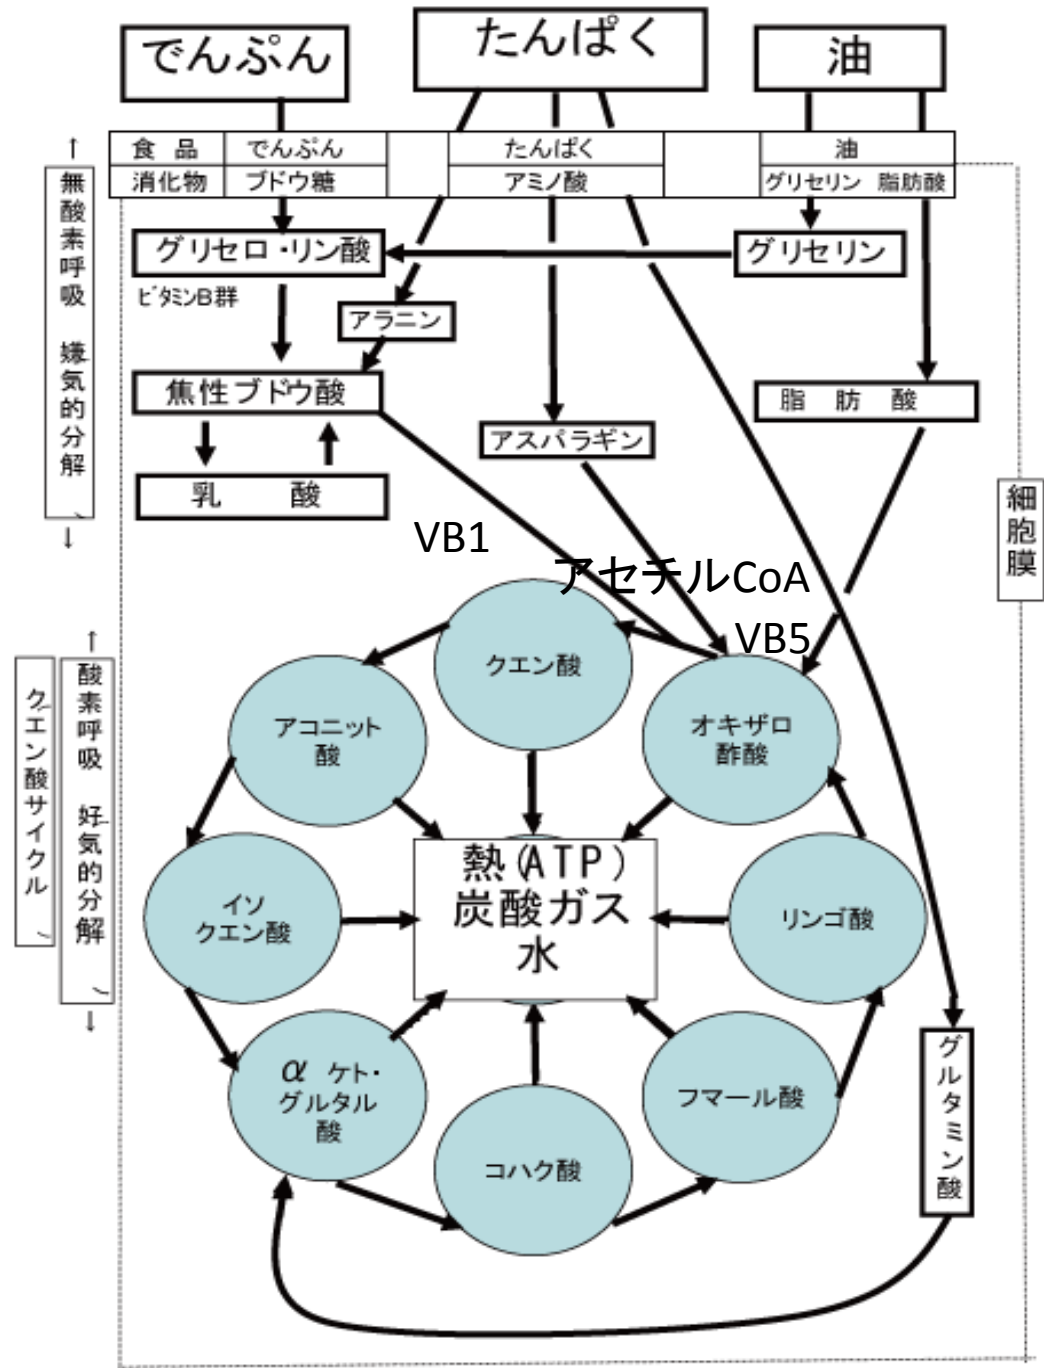 でんぷん
たんぱく
油
食 品
でんぷん
たんぱく
油
消化物
ブドウ糖
アミノ酸
グリセリン 脂肪酸
↑
無酸素呼吸 嫌気的分解
↓
グリセロ・リン酸
グリセリン
ビタミンB群
アラニン
焦性ブドウ酸
脂 肪 酸
アスパラギン
乳 酸
細胞膜
VB1
アセチルCoA
VB5
↑
酸素呼吸 好気的分解
↓
クエン酸サイクル
クエン酸
アコニット
酸
オキザロ
酢酸
イソ
クエン酸
熱(ATP)
炭酸ガス
水
リンゴ酸
α ケト・
グルタル
酸
コハク酸
フマール酸
グルタミン酸